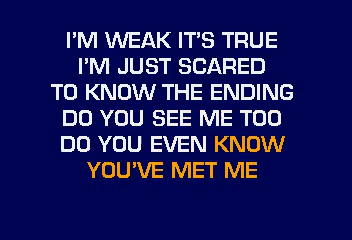 I'M WEAK IT'S TRUE
I'M JUST SCARED
TO KNOW THE ENDING
DO YOU SEE ME TOO
DO YOU EVEN KNOW
YOU'VE MET ME